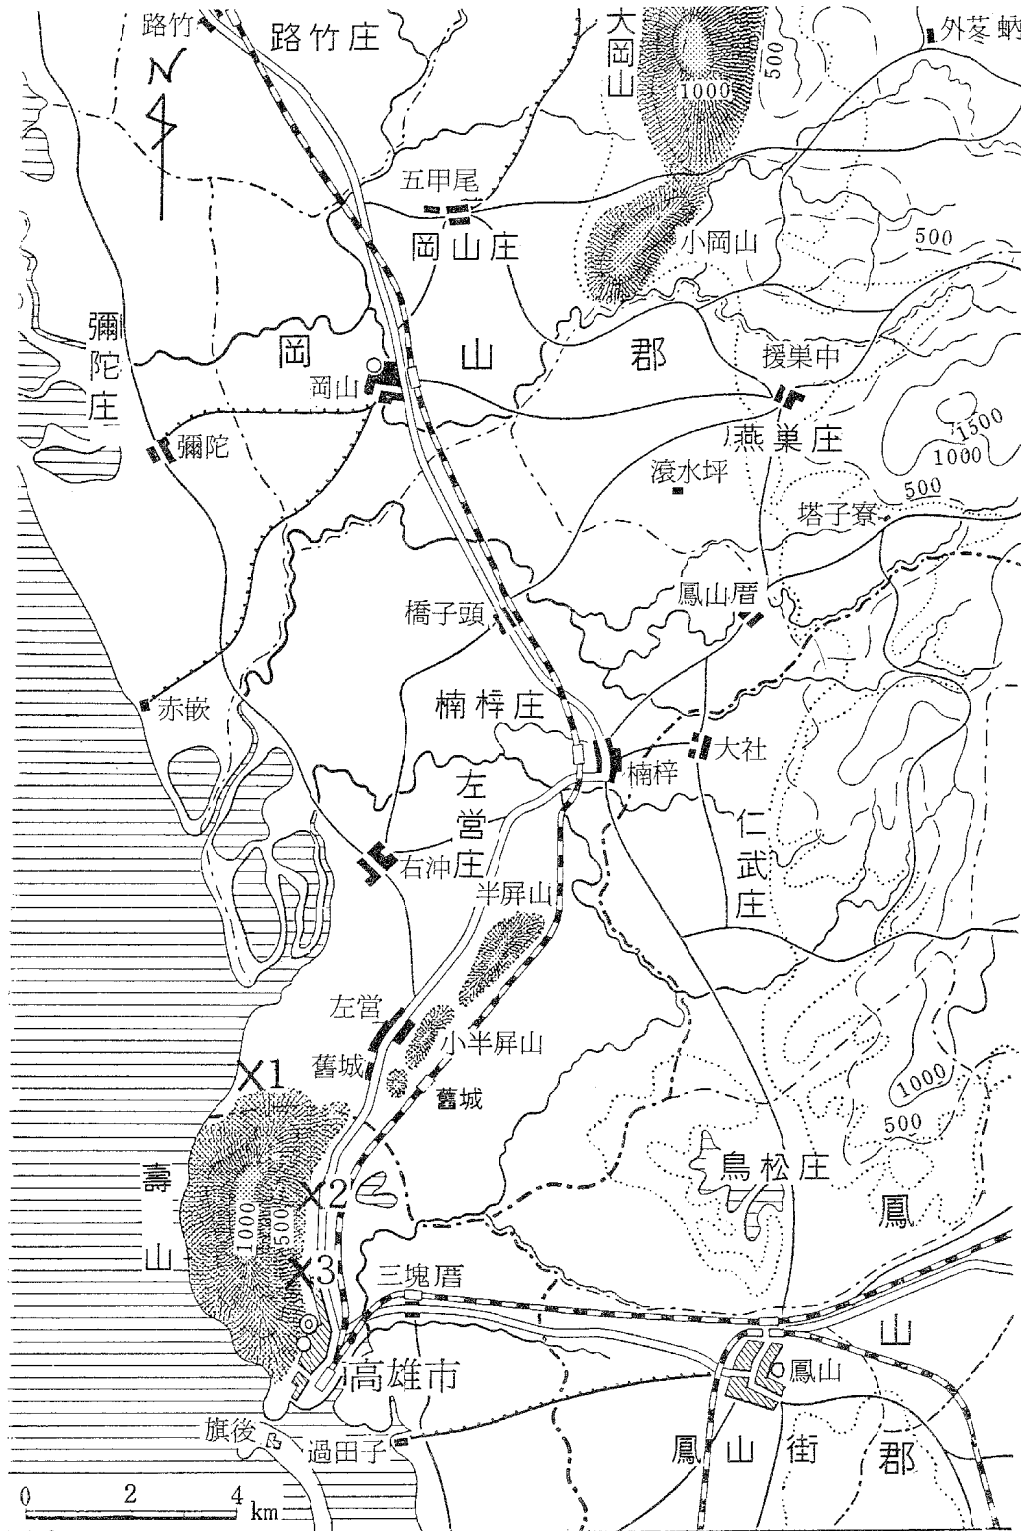 路竹
路竹庄
大岡山
外苳蚋
N
500
1000
五甲尾
岡山庄
小岡山
500
彌陀庄
岡山郡
援巢中
岡山
燕巢庄
1500
1000
彌陀
滾水坪
500
塔子寮
鳳山厝
橋子頭
赤嵌
楠梓庄
大社
楠梓
左營庄
仁武庄
右沖
半屏山
左營
小半屏山
舊城
×1
舊城
1000
500
鳥松庄
壽山
×2
1000
500
鳳山郡
×3
三塊厝
高雄市
鳳山
旗後
過田子
鳳山街
0 2 4 km